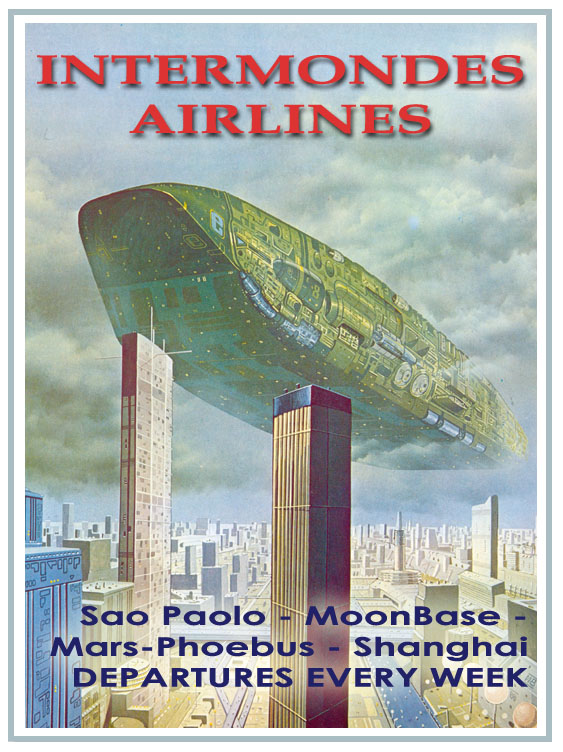 INTERMONDES
AIRLINES
C
Sao Paolo - MoonBase -
Mars-Phoebus - Shanghai
DEPARTURES EVERY WEEK